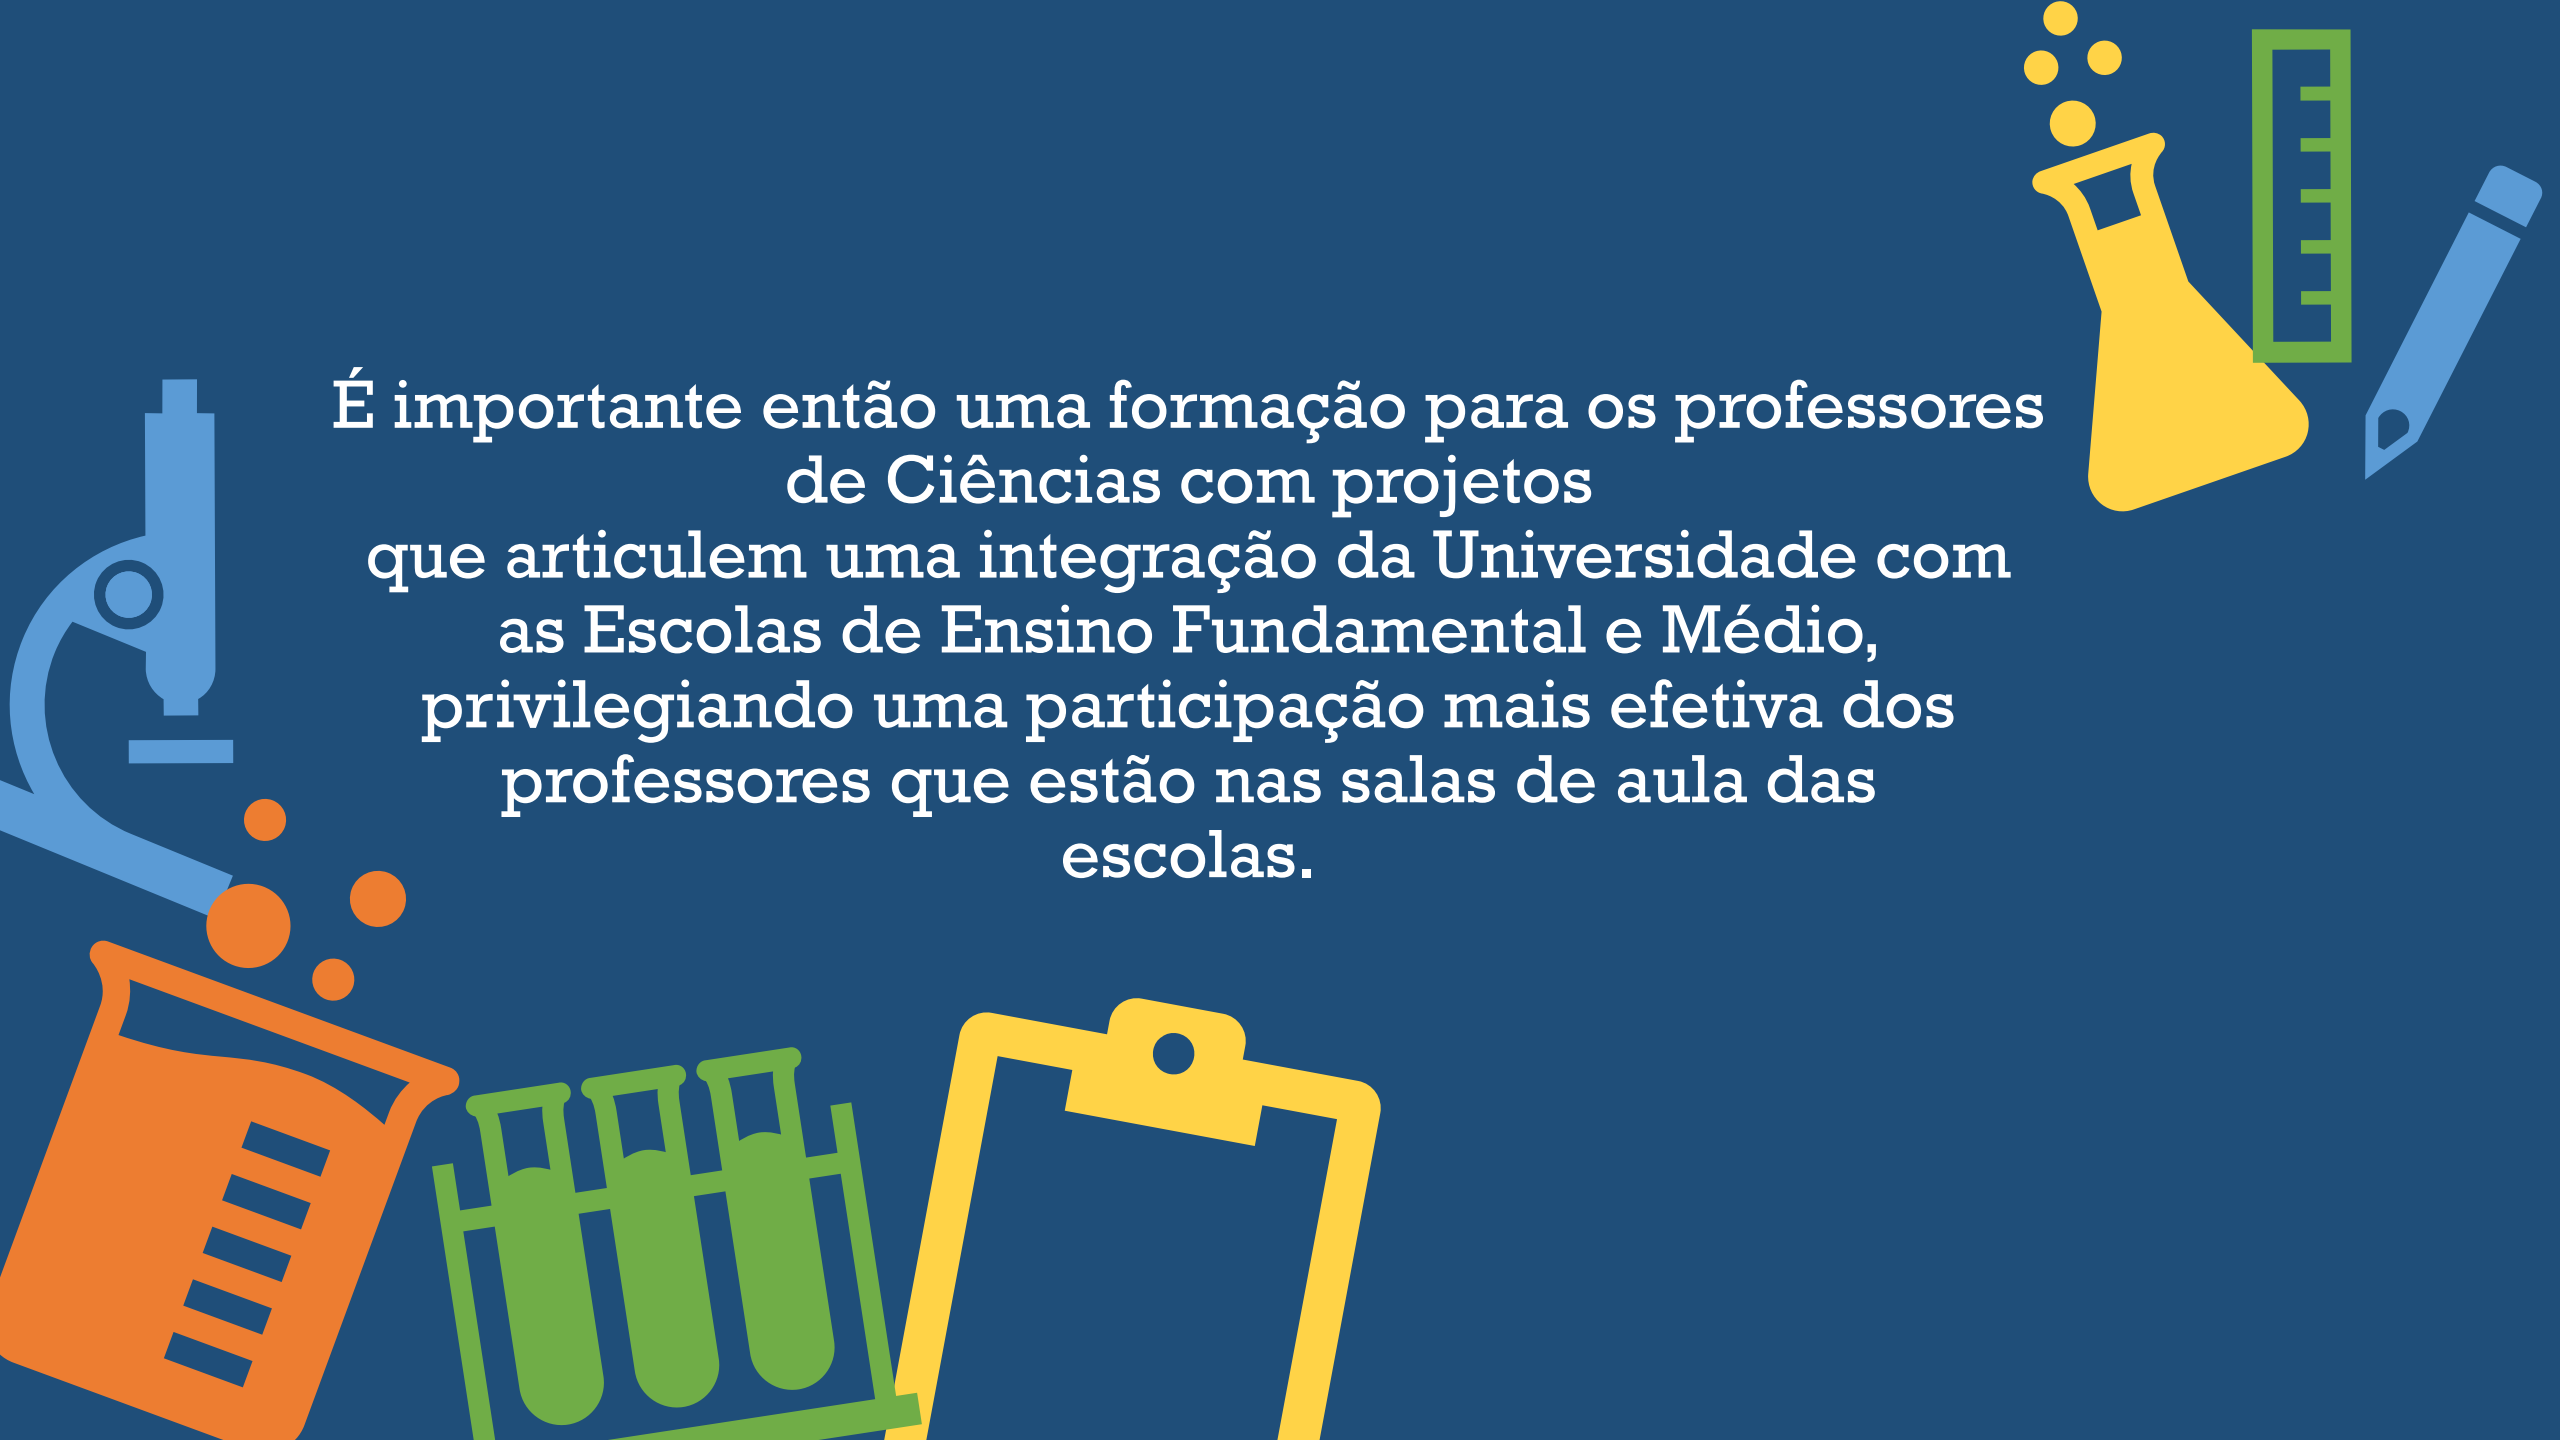 É importante então uma formação para os professores
de Ciências com projetos
que articulem uma integração da Universidade com
as Escolas de Ensino Fundamental e Médio,
privilegiando uma participação mais efetiva dos
professores que estão nas salas de aula das
escolas.